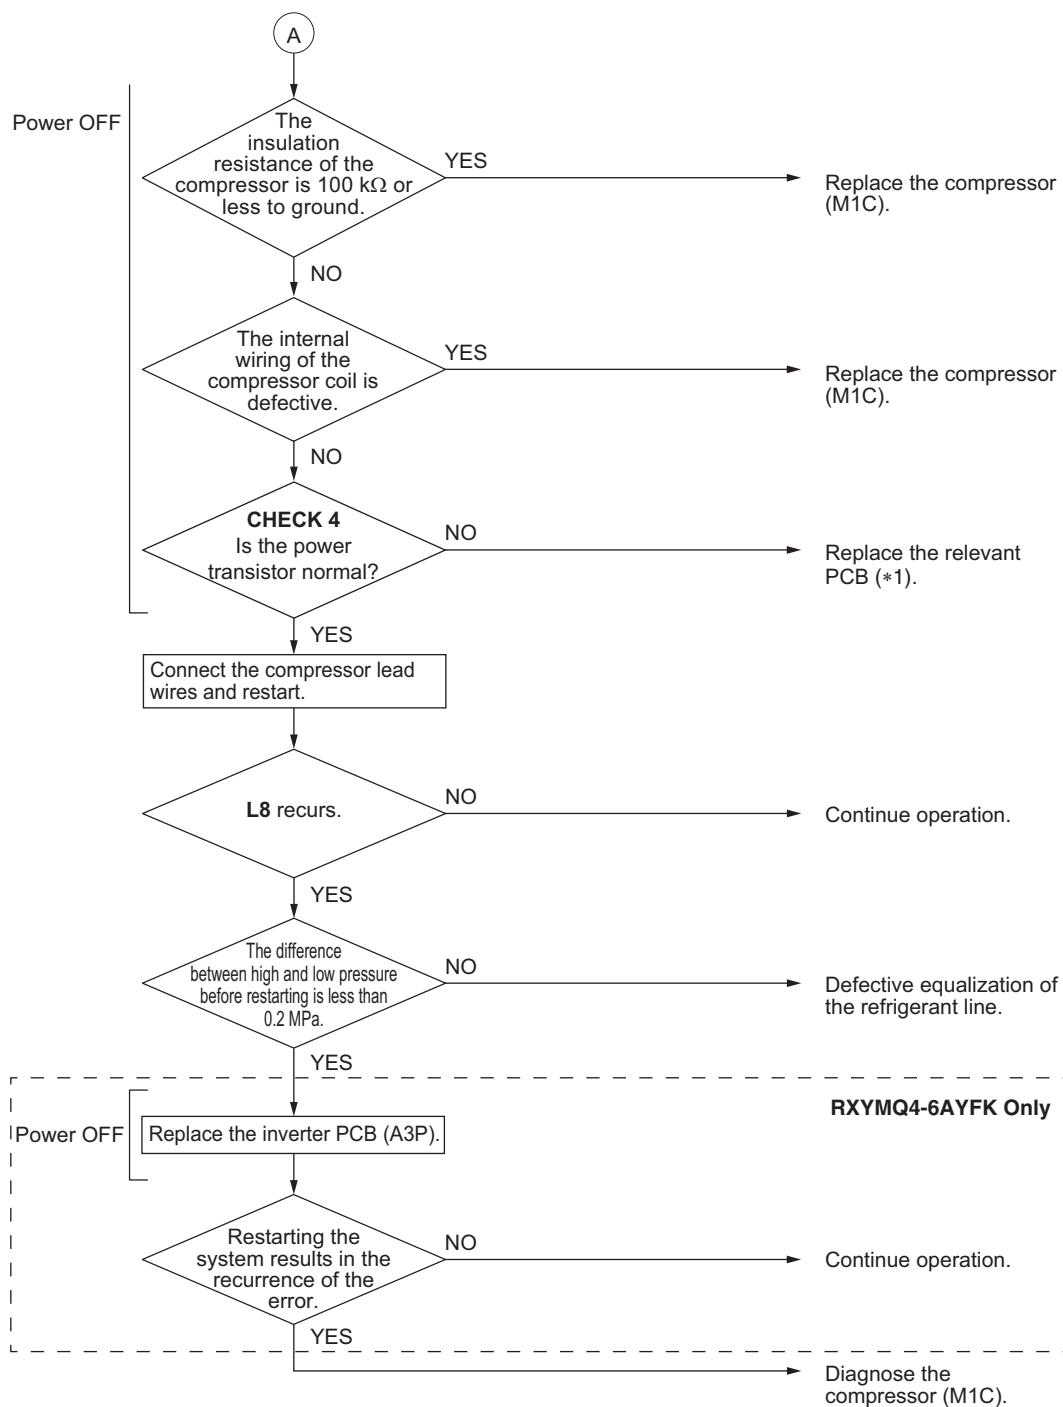 A
Power OFF
The
insulation
resistance of the
compressor is 100 kΩ or
less to ground.
YES
Replace the compressor
(M1C).
NO
The internal
wiring of the
compressor coil is
defective.
YES
Replace the compressor
(M1C).
NO
CHECK 4
Is the power
transistor normal?
NO
Replace the relevant
PCB (*1).
YES
Connect the compressor lead
wires and restart.
L8 recurs.
NO
Continue operation.
YES
The difference
between high and low pressure
before restarting is less than
0.2 MPa.
NO
Defective equalization of
the refrigerant line.
YES
RXYMQ4-6AYFK Only
Power OFF
Replace the inverter PCB (A3P).
Restarting the
system results in the
recurrence of the
error.
NO
Continue operation.
YES
Diagnose the
compressor (M1C).